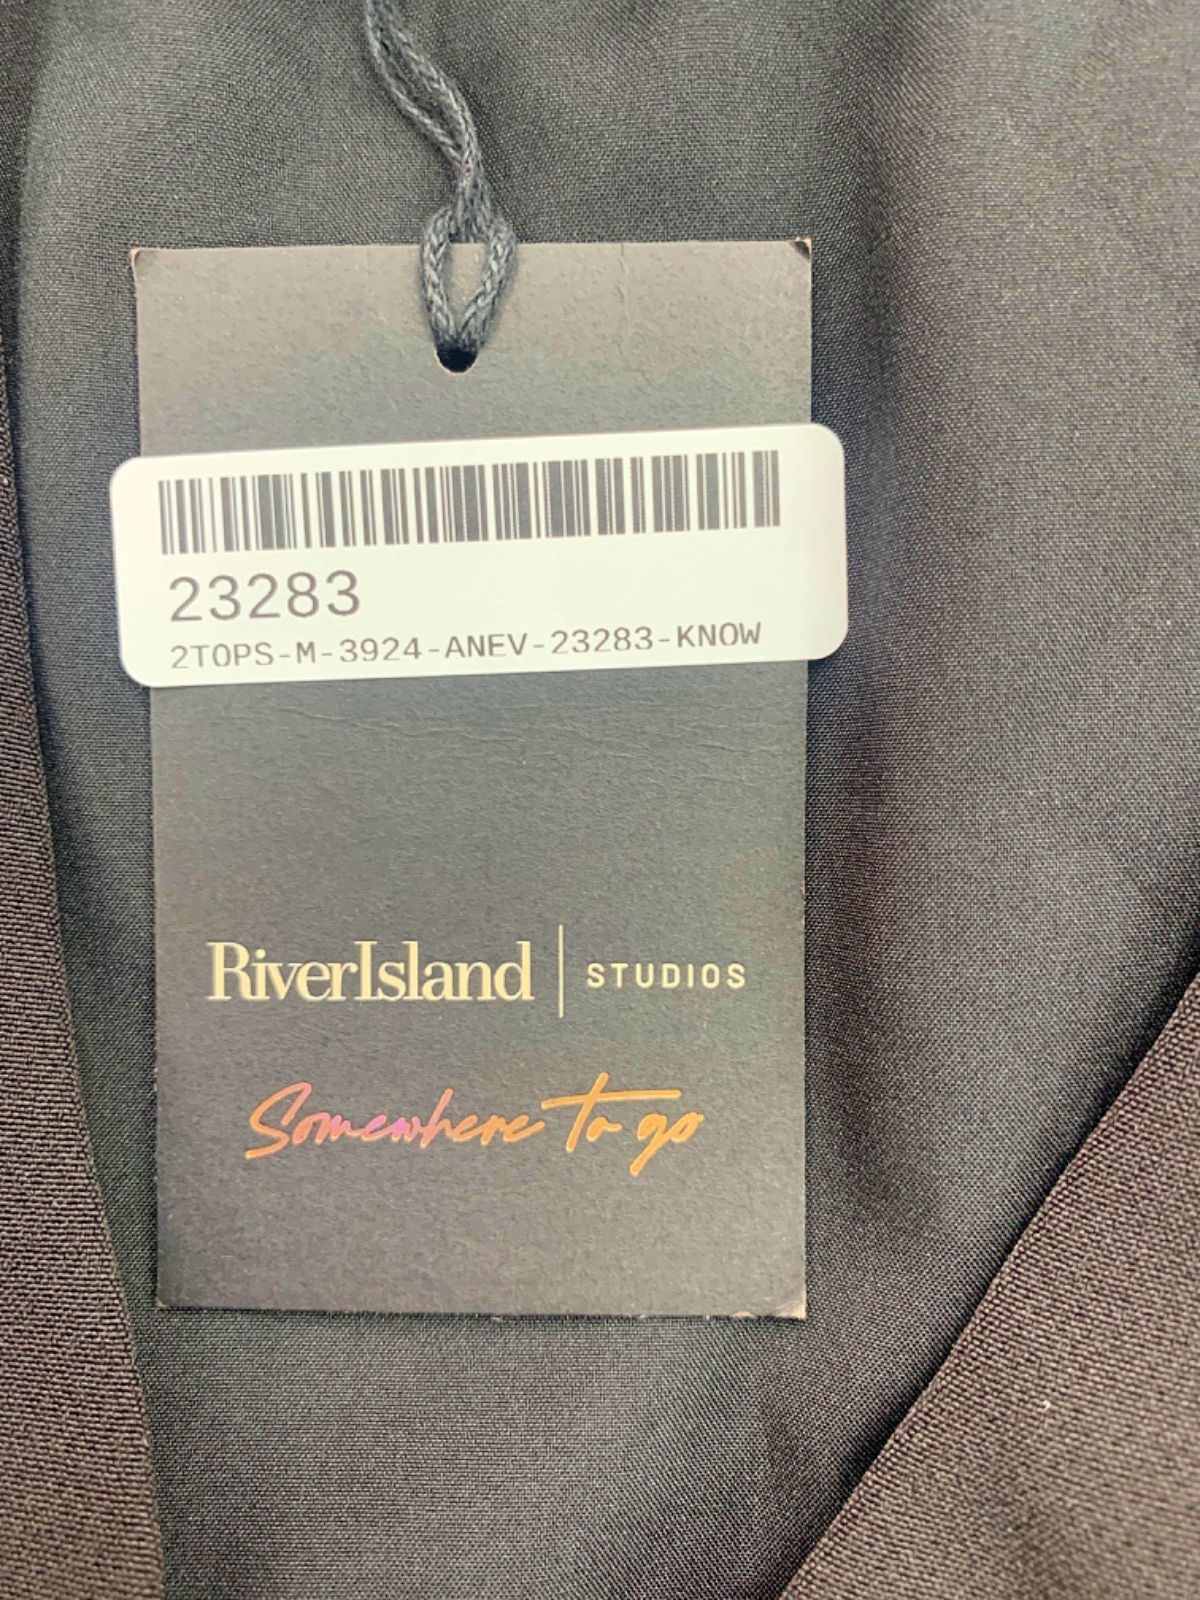 23283
2TOPS-M-3924-ANEV-23283-KNOW
RiverIsland | STUDIOS
Somewhere to go